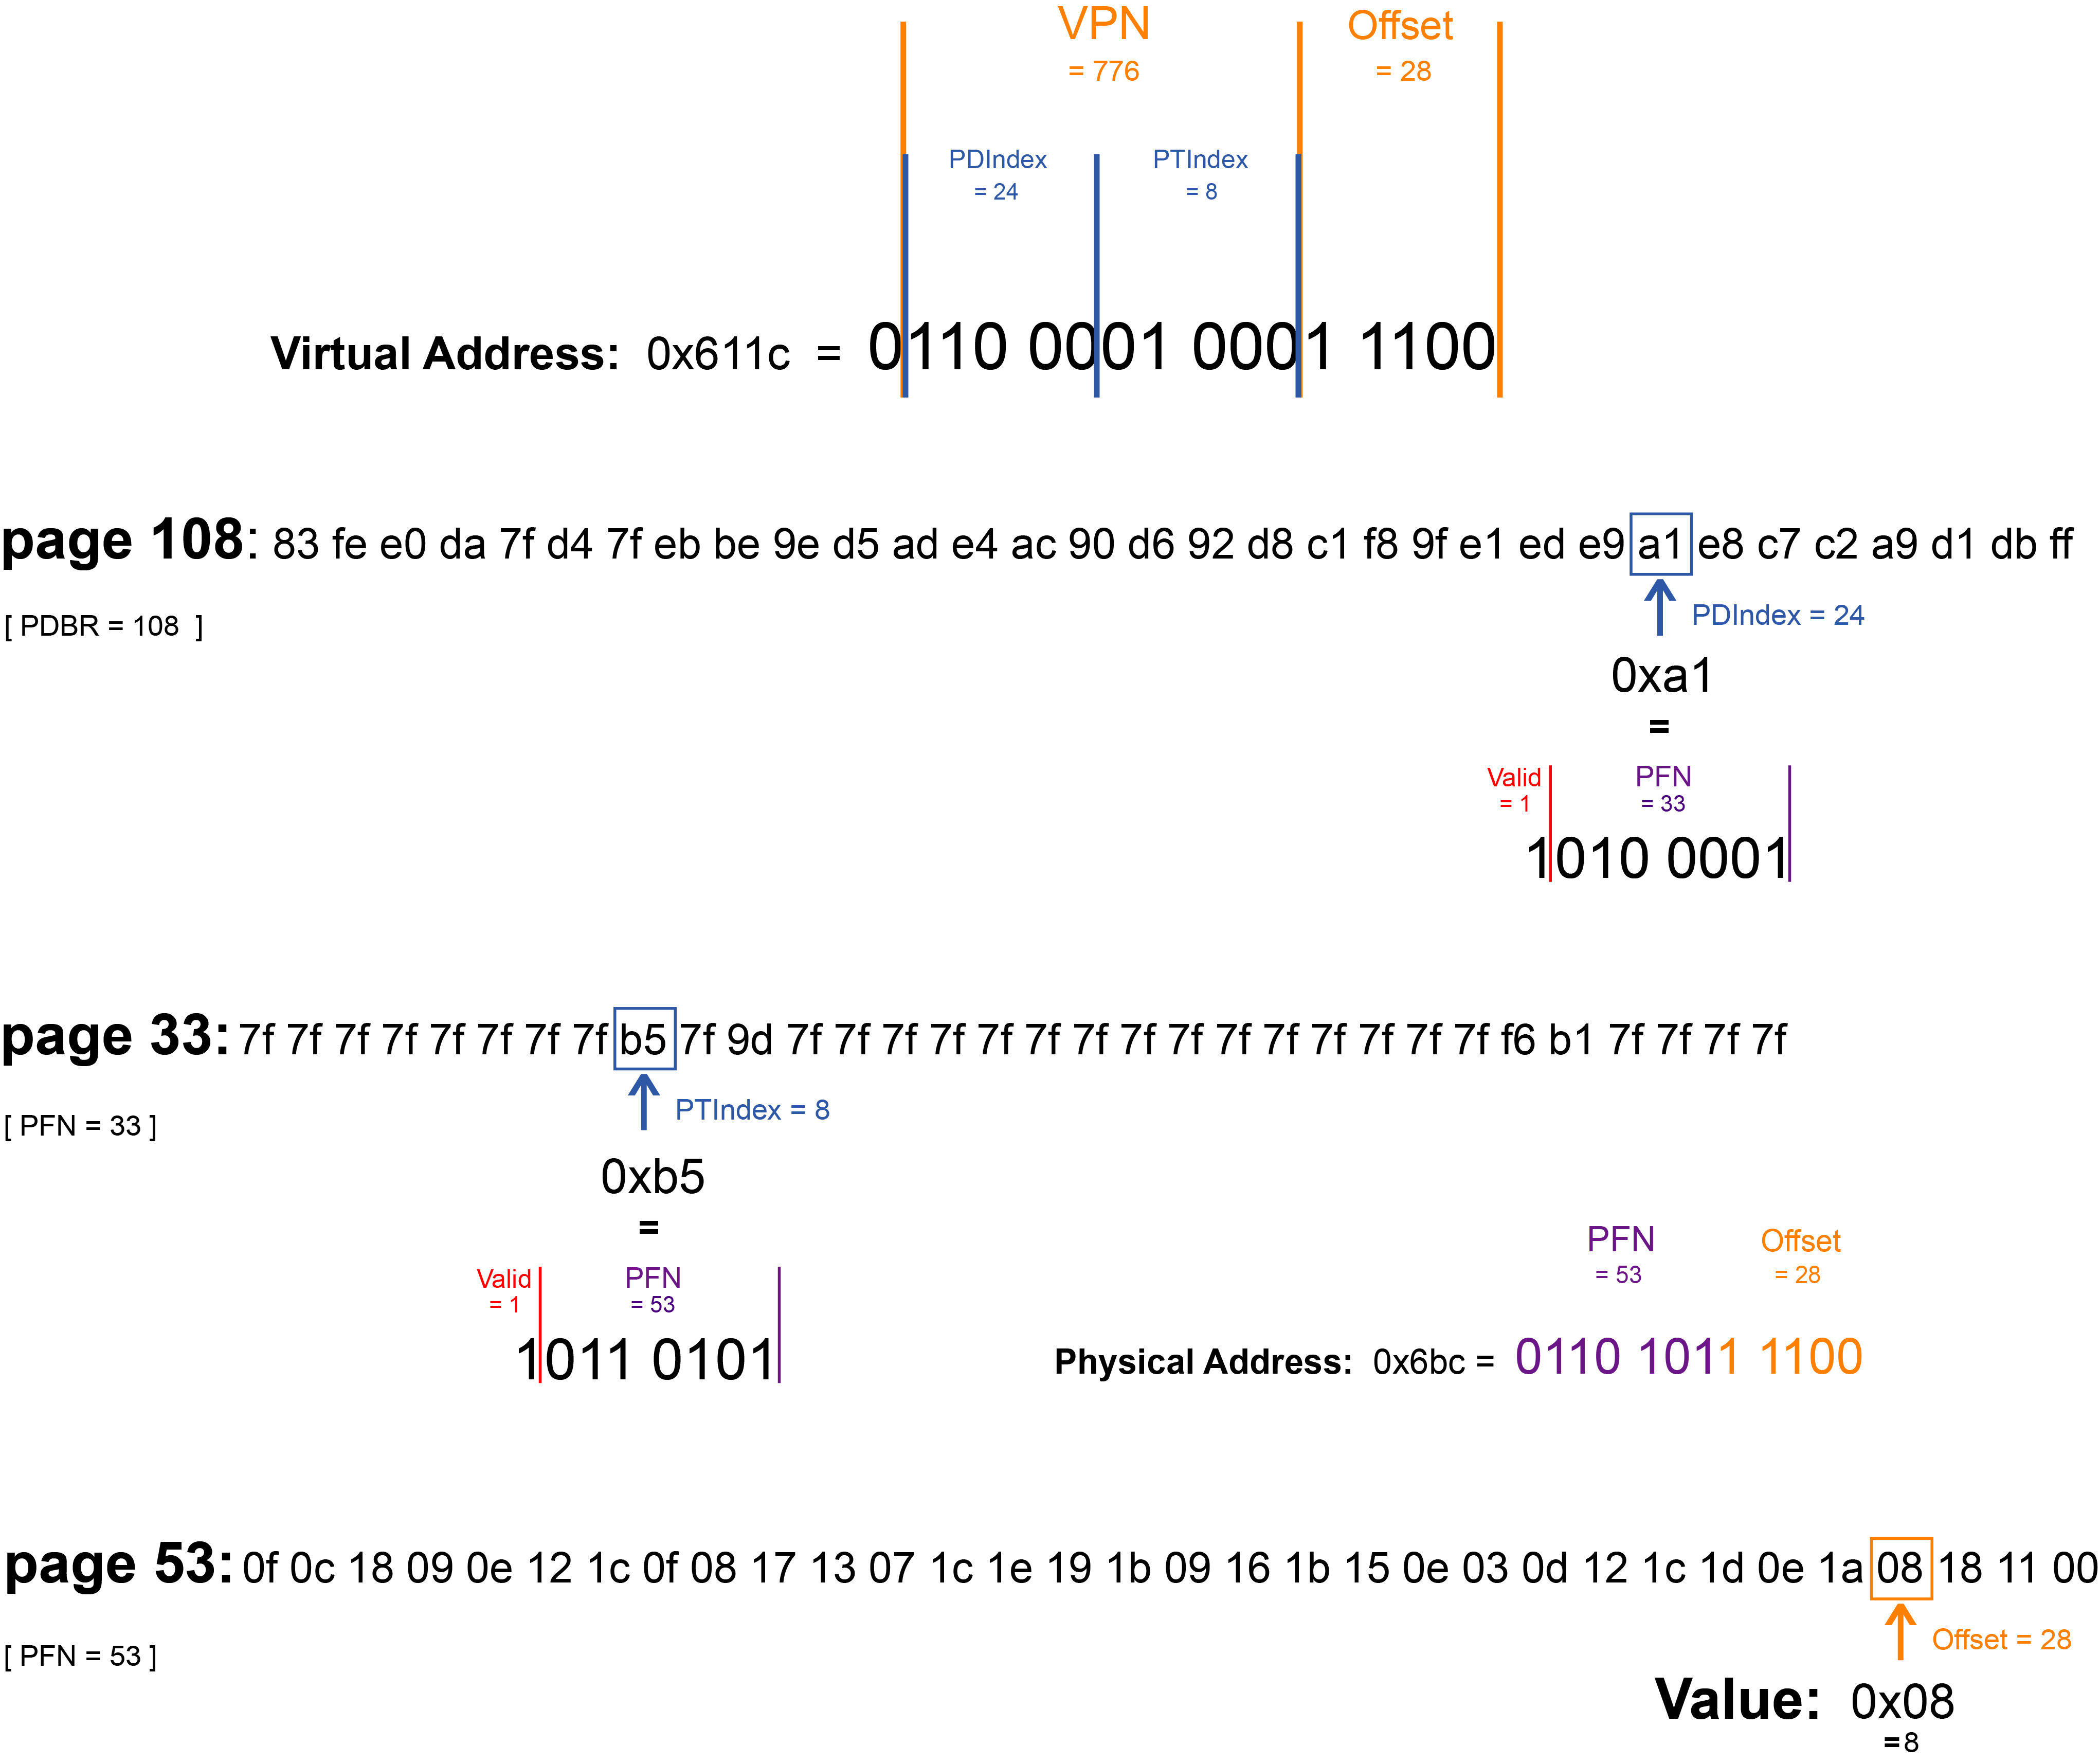 VPN Offset
= 776 = 28
PDIndex PTIndex
= 24 = 8
Virtual Address: 0x611c = 0110 0001 0001 1100
page 108: 83 fe e0 da 7f d4 7f eb be 9e d5 ad e4 ac 90 d6 92 d8 c1 f8 9f e1 ed e9 a1 e8 c7 c2 a9 d1 db ff
[ PDBR = 108 ]
PDIndex = 24
0xa1
=
Valid PFN
= 1 = 33
1010 0001
page 33: 7f 7f 7f 7f 7f 7f 7f 7f b5 7f 9d 7f 7f 7f 7f 7f 7f 7f 7f 7f 7f 7f 7f 7f 7f 7f f6 b1 7f 7f 7f 7f
[ PFN = 33 ]
PTIndex = 8
0xb5
=
Valid PFN
= 1 = 53
1011 0101
PFN Offset
= 53 = 28
Physical Address: 0x6bc = 0110 1011 1100
page 53: 0f 0c 18 09 0e 12 1c 0f 08 17 13 07 1c 1e 19 1b 09 16 1b 15 0e 03 0d 12 1c 1d 0e 1a 08 18 11 00
[ PFN = 53 ]
Offset = 28
Value: 0x08
= 8